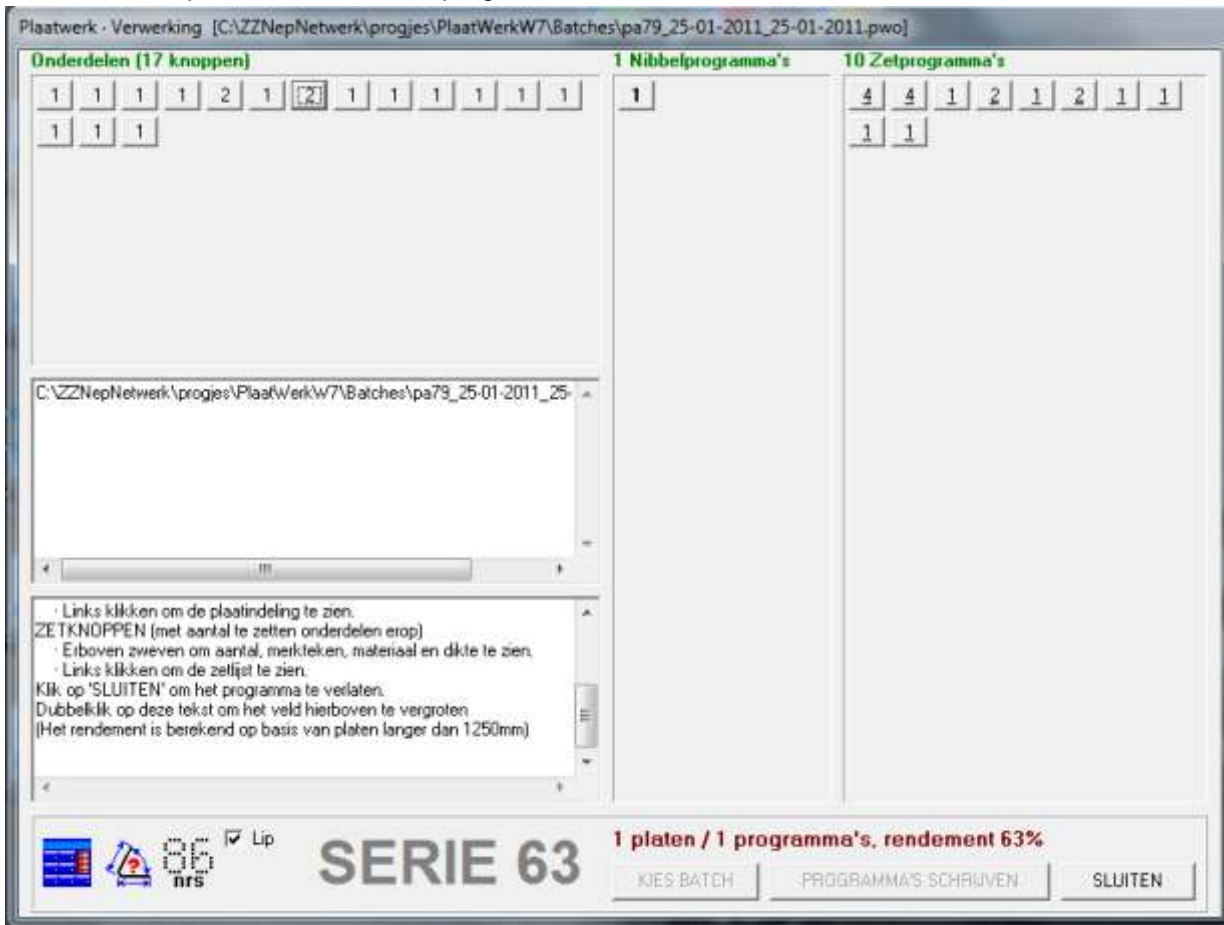 Plaatwerk - Verwerking [C:\ZZNepNetwerk\progjes\PlaatWerkW7\Batches\pa79_25-01-2011_25-01-2011.pwo]
Onderdelen (17 knoppen)
1 1 1 1 2 1 2 1 1 1 1 1 1
1 1 1
1 Nibbelprogramma's
1
10 Zetprogramma's
4 4 1 2 1 2 1 1
1 1
C:\ZZNepNetwerk\progjes\PlaatWerkW7\Batches\pa79_25-01-2011_25-
· Links klikken om de plaatindeling te zien.
ZETKNOPPEN (met aantal te zetten onderdelen erop)
· Erboven zweven om aantal, merkteken, materiaal en dikte te zien.
· Links klikken om de zetlijst te zien.
Klik op 'SLUITEN' om het programma te verlaten.
Dubbelklik op deze tekst om het veld hierboven te vergroten
(Het rendement is berekend op basis van platen langer dan 1250mm)
86
nrs
Lip
SERIE 63
1 platen / 1 programma's, rendement 63%
KIES BATCH
PROGRAMMA'S SCHRIJVEN
SLUITEN